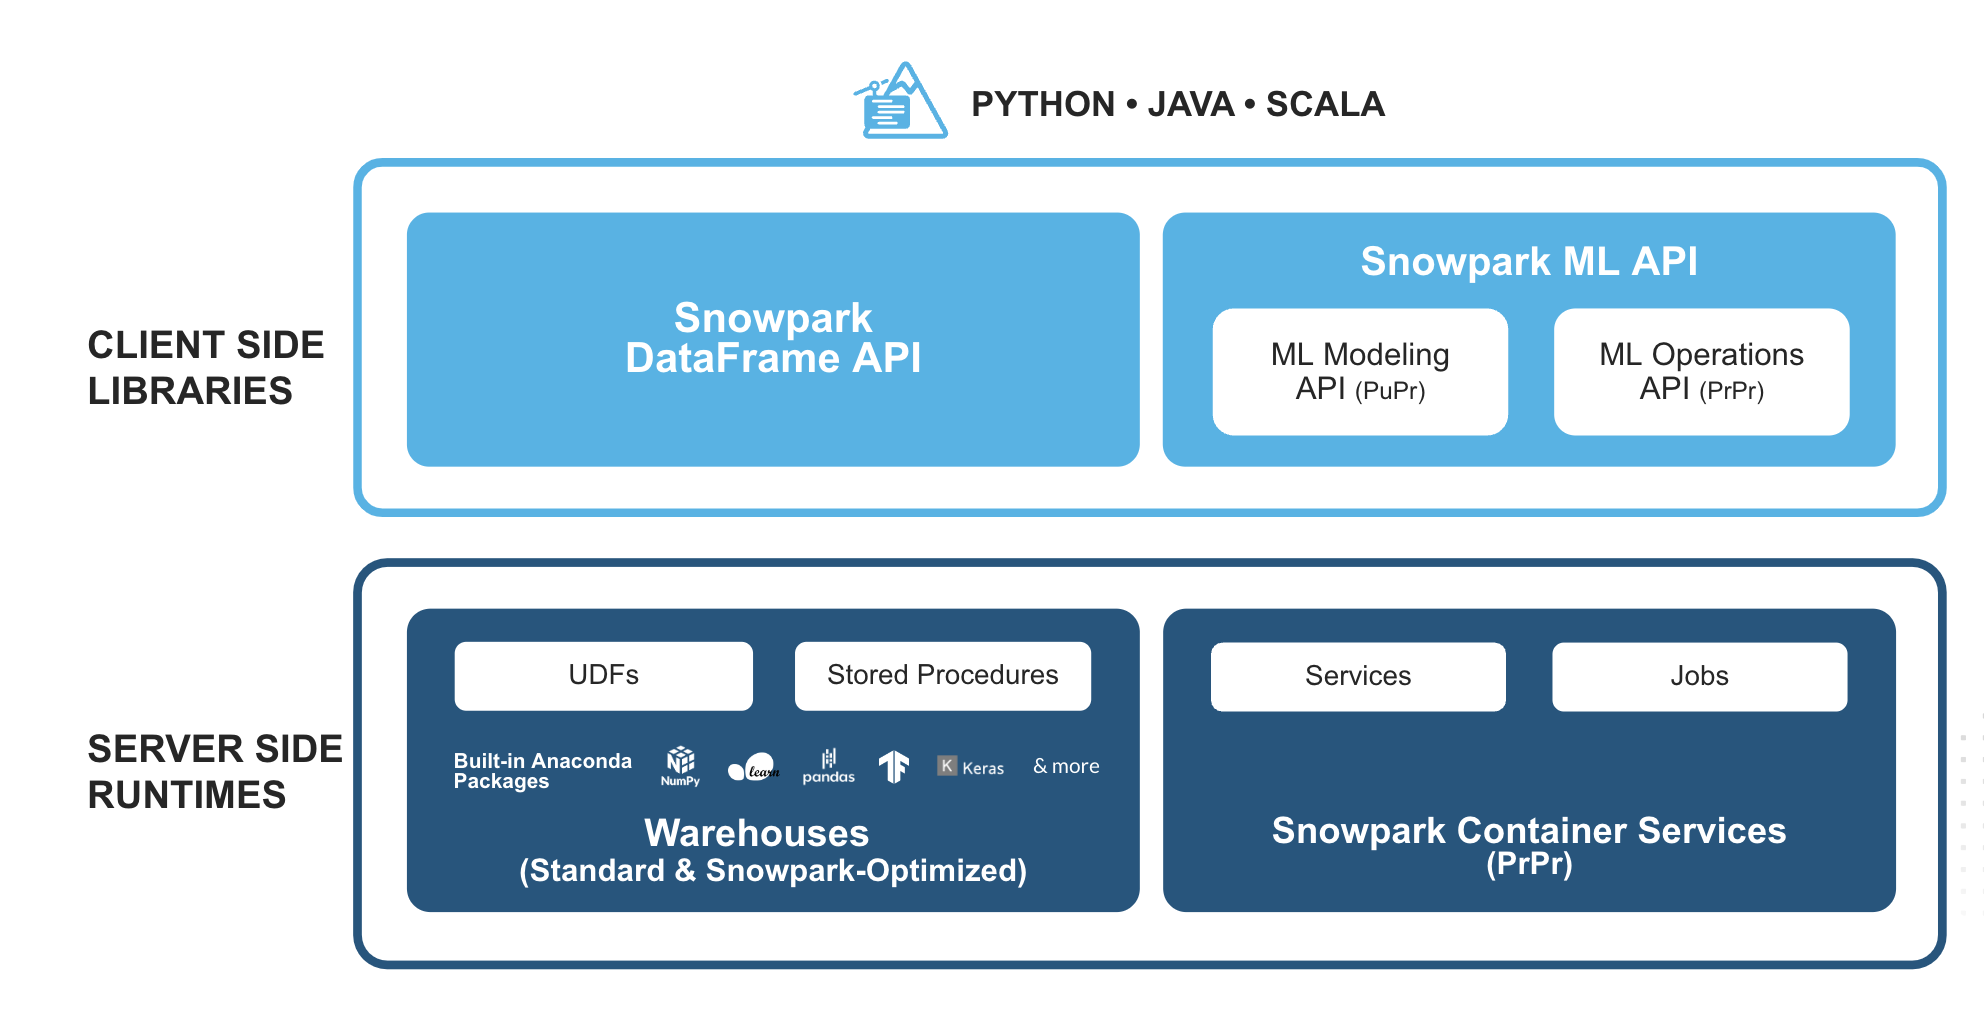 PYTHON • JAVA • SCALA
CLIENT SIDE
LIBRARIES
Snowpark
DataFrame API
Snowpark ML API
ML Modeling
API (PuPr)
ML Operations
API (PrPr)
SERVER SIDE
RUNTIMES
UDFs
Stored Procedures
Built-in Anaconda
Packages
NumPy
learn
pandas
K Keras
& more
Warehouses
(Standard & Snowpark-Optimized)
Services
Jobs
Snowpark Container Services
(PrPr)